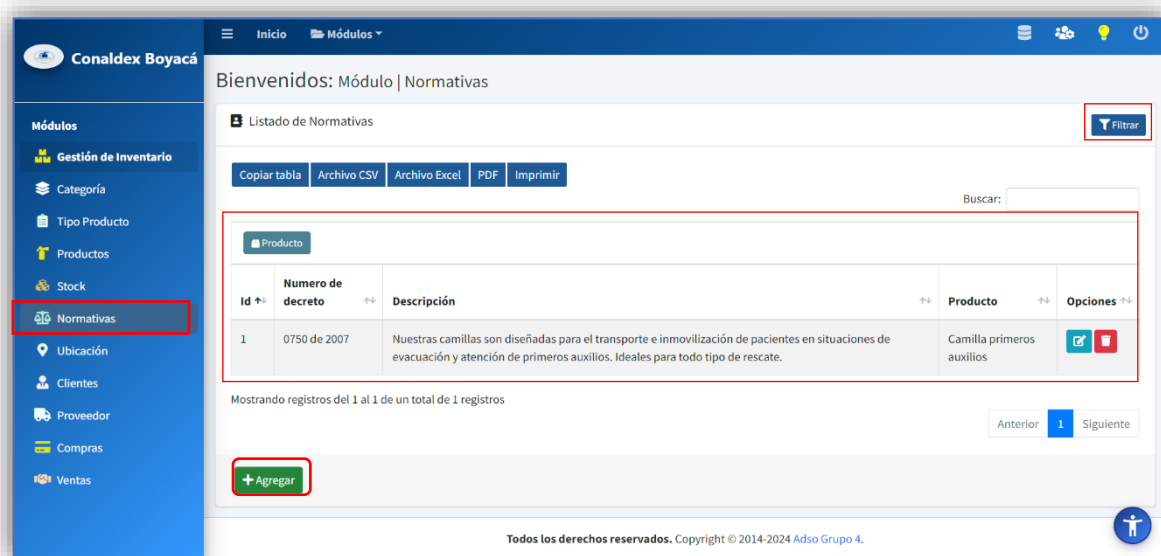 Conaldex Boyacá
Inicio Módulos
Bienvenidos: Módulo | Normativas
Módulos
Gestión de Inventario
Categoría
Tipo Producto
Productos
Stock
Normativas
Ubicación
Clientes
Proveedor
Compras
Ventas
Listado de Normativas
Filtrar
Copiar tabla Archivo CSV Archivo Excel PDF Imprimir
Buscar:
Producto
Id Numero de decreto Descripción Producto Opciones
1 0750 de 2007 Nuestras camillas son diseñadas para el transporte e inmovilización de pacientes en situaciones de Camilla primeros
evacuación y atención de primeros auxilios. Ideales para todo tipo de rescate. auxilios
Mostrando registros del 1 al 1 de un total de 1 registros
Anterior 1 Siguiente
Agregar
Todos los derechos reservados. Copyright © 2014-2024 Adso Grupo 4.